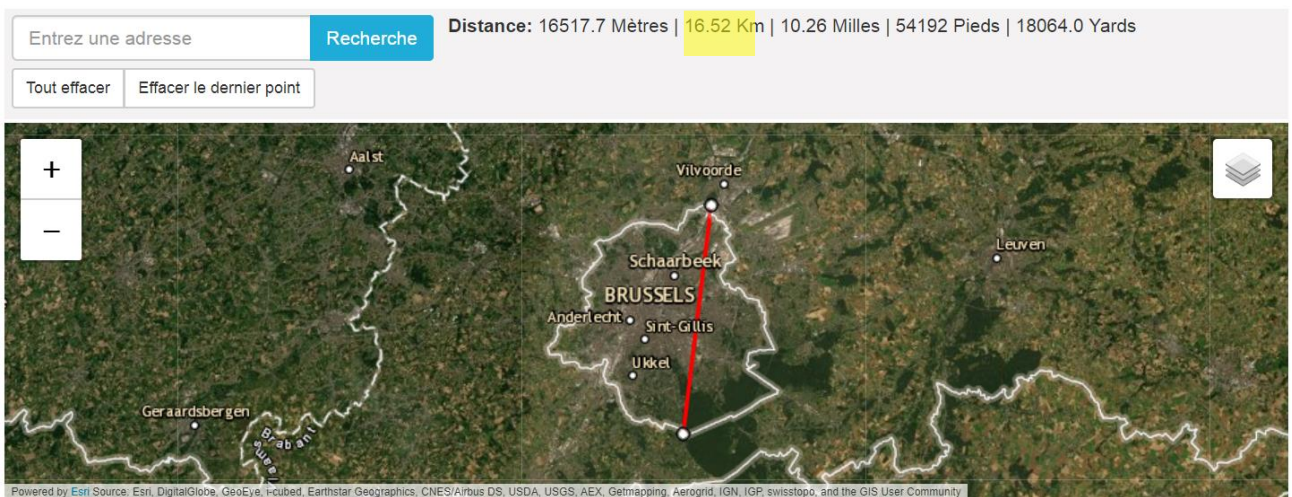 Entrez une adresse
Recherche
Distance: 16517.7 Mètres | 16.52 Km | 10.26 Milles | 54192 Pieds | 18064.0 Yards
Tout effacer
Effacer le dernier point
+
−
Aalst
Vilvoorde
Leuven
Schaarbeek
BRUSSELS
Anderlecht
Sint-Gillis
Ukkel
Geraardsbergen
Brabant
Powered by Esri Source: Esri, DigitalGlobe, GeoEye, i-cubed, Earthstar Geographics, CNES/Airbus DS, USDA, USGS, AEX, Getmapping, Aerogrid, IGN, IGP, swisstopo, and the GIS User Community